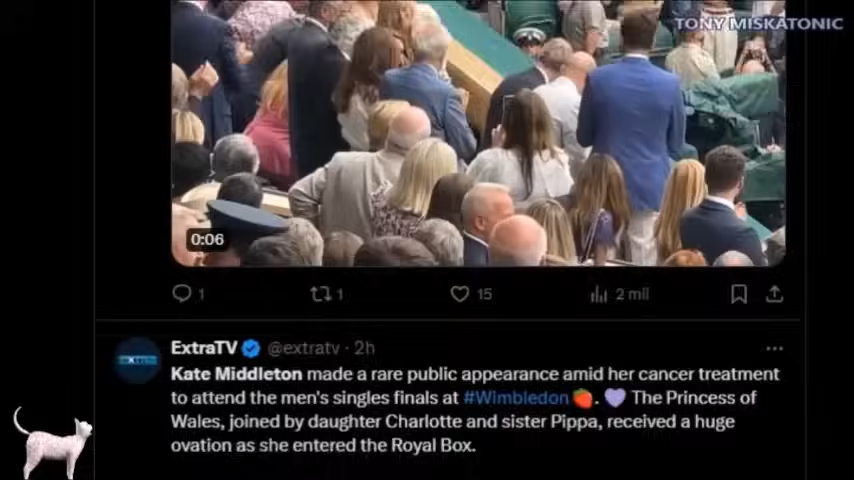 TONY MISKATONIC
0:06
1
1
15
2 mil
ExtraTV @extratv · 2h
Kate Middleton made a rare public appearance amid her cancer treatment
to attend the men's singles finals at #Wimbledon 🍓. 💜 The Princess of
Wales, joined by daughter Charlotte and sister Pippa, received a huge
ovation as she entered the Royal Box.